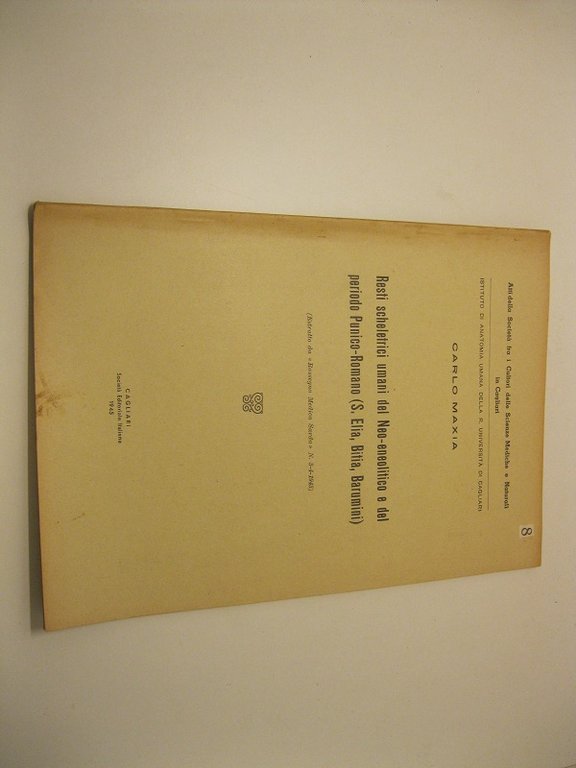 8
Atti della Società fra i Cultori delle Scienze Mediche e Naturali
in Cagliari
ISTITUTO DI ANATOMIA UMANA DELLA R. UNIVERSITÀ DI CAGLIARI
CARLO MAXIA
Resti scheletrici umani del Neo-eneolitico e del
periodo Punico-Romano (S. Elia, Bitia, Barumini)
(Estratto da «Rassegna Medica Sarda» N. 3-4-1945)
CAGLIARI
Società Editoriale Italiana
1945